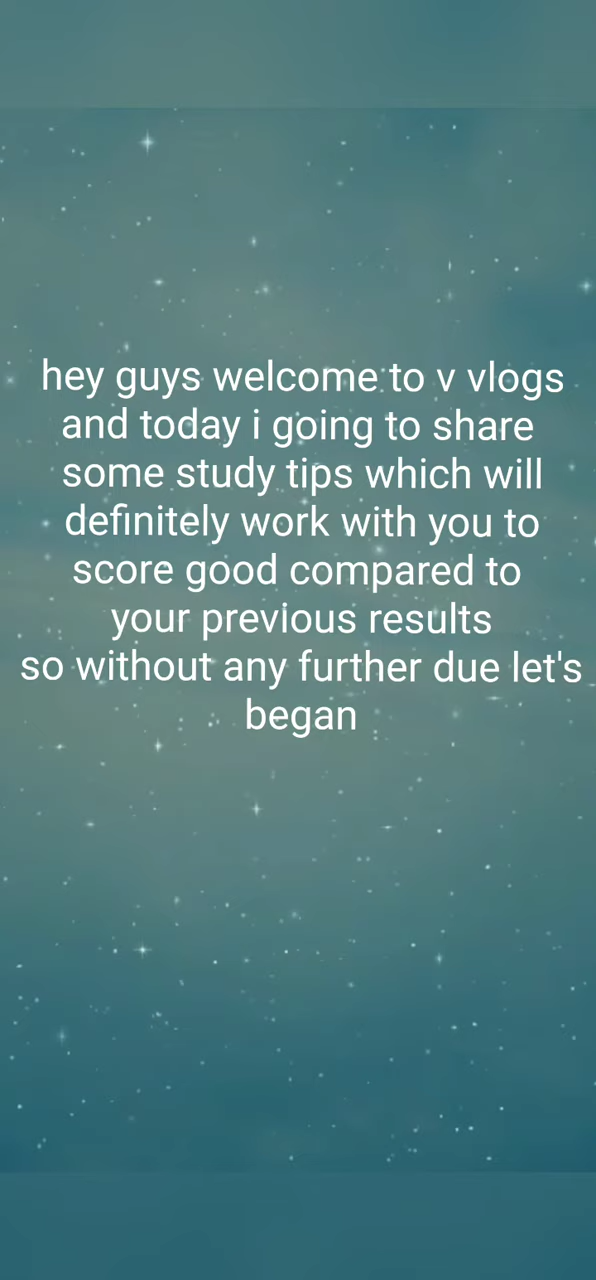 hey guys welcome to v vlogs
and today i going to share
some study tips which will
definitely work with you to
score good compared to
your previous results
so without any further due let's
began